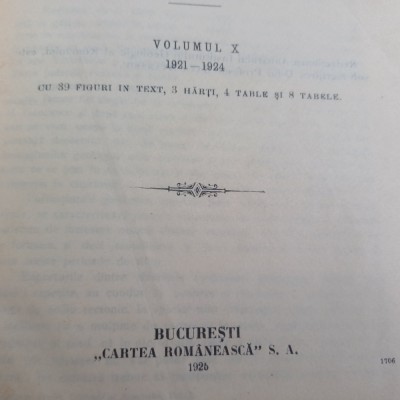 VOLUMUL X
1921—1924
CU 39 FIGURI IN TEXT, 3 HĂRȚI, 4 TABLE ȘI 8 TABELE.
BUCUREȘTI
„CARTEA ROMÂNEASCĂ” S. A.
1926
1706